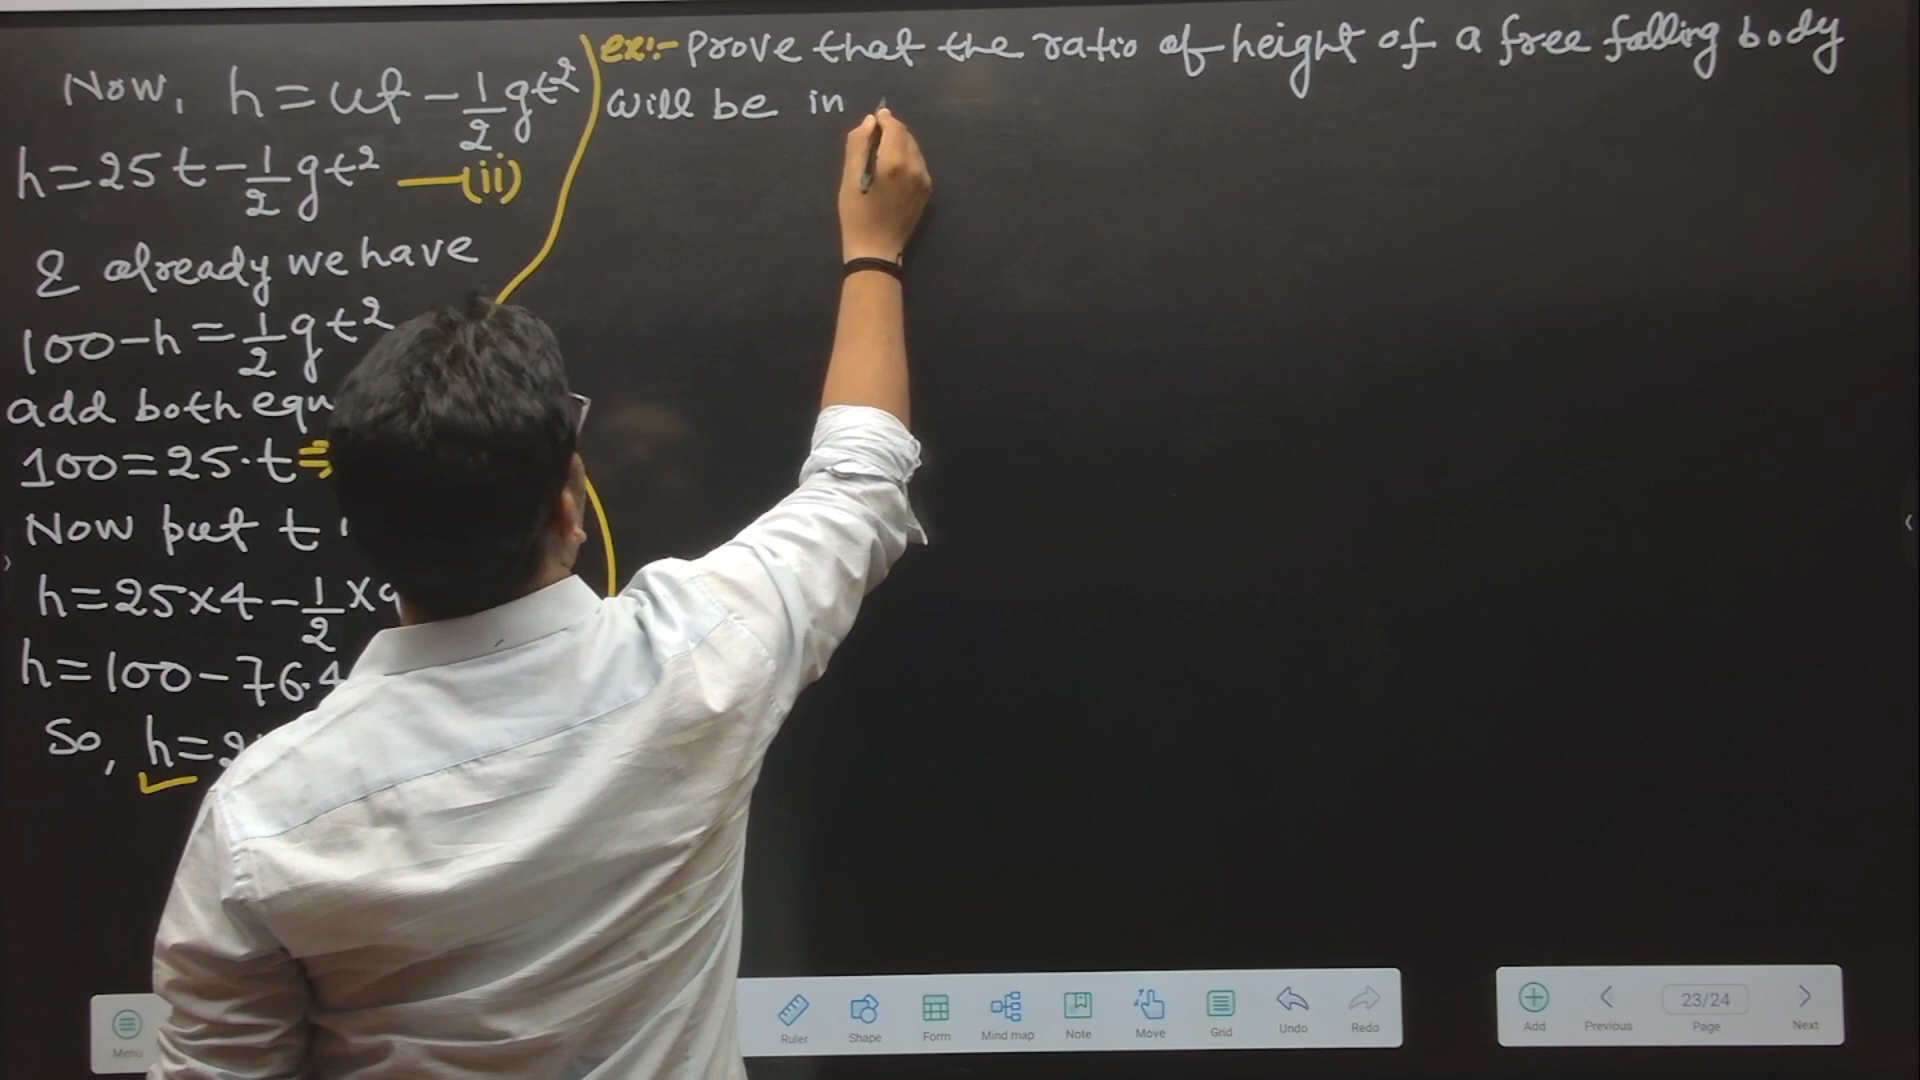 Now, h = ut - 1/2 gt²
h = 25t - 1/2 gt² —(ii)
& already we have
100 - h = 1/2 gt²
add both equ
100 = 25·t ⇒
Now put t
h = 25×4 - 1/2 ×9
h = 100 - 76.4
So, h = 2
ex:- Prove that the ratio of height of a free falling body
will be in
Menu
Ruler
Shape
Form
Mind map
Note
Move
Grid
Undo
Redo
Add
Previous
23/24
Page
Next